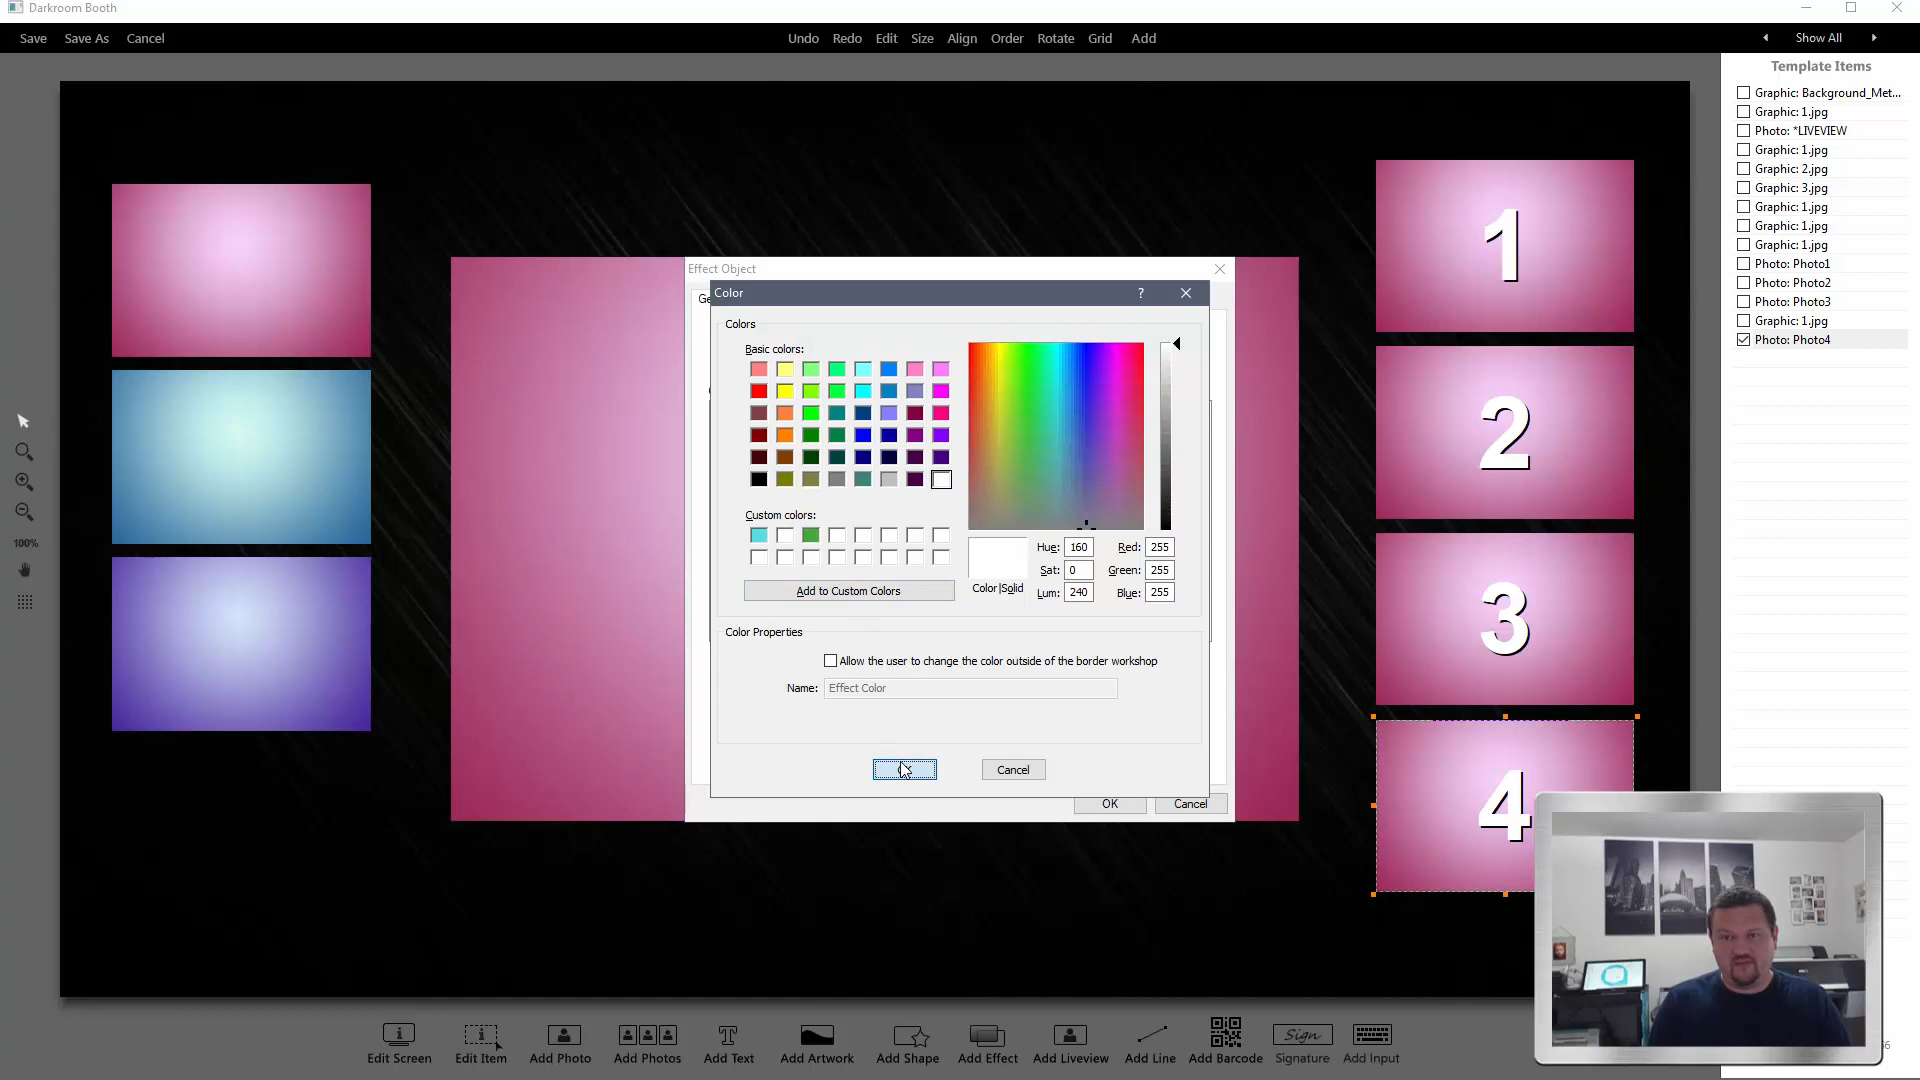 Darkroom Booth
Save
Save As
Cancel
Undo
Redo
Edit
Size
Align
Order
Rotate
Grid
Add
Show All
Template Items
Graphic: Background_Met...
Graphic: 1.jpg
Photo: *LIVEVIEW
Graphic: 1.jpg
Graphic: 2.jpg
Graphic: 3.jpg
Graphic: 1.jpg
Graphic: 1.jpg
Graphic: 1.jpg
Photo: Photo1
Photo: Photo2
Photo: Photo3
Graphic: 1.jpg
Photo: Photo4
100%
1
2
3
4
Effect Object
Color
?
Colors
Basic colors:
Custom colors:
Add to Custom Colors
Color|Solid
Hue: 160
Sat: 0
Lum: 240
Red: 255
Green: 255
Blue: 255
Color Properties
Allow the user to change the color outside of the border workshop
Name: Effect Color
Cancel
OK
Cancel
Edit Screen
Edit Item
Add Photo
Add Photos
Add Text
Add Artwork
Add Shape
Add Effect
Add Liveview
Add Line
Add Barcode
Sign
Signature
Add Input